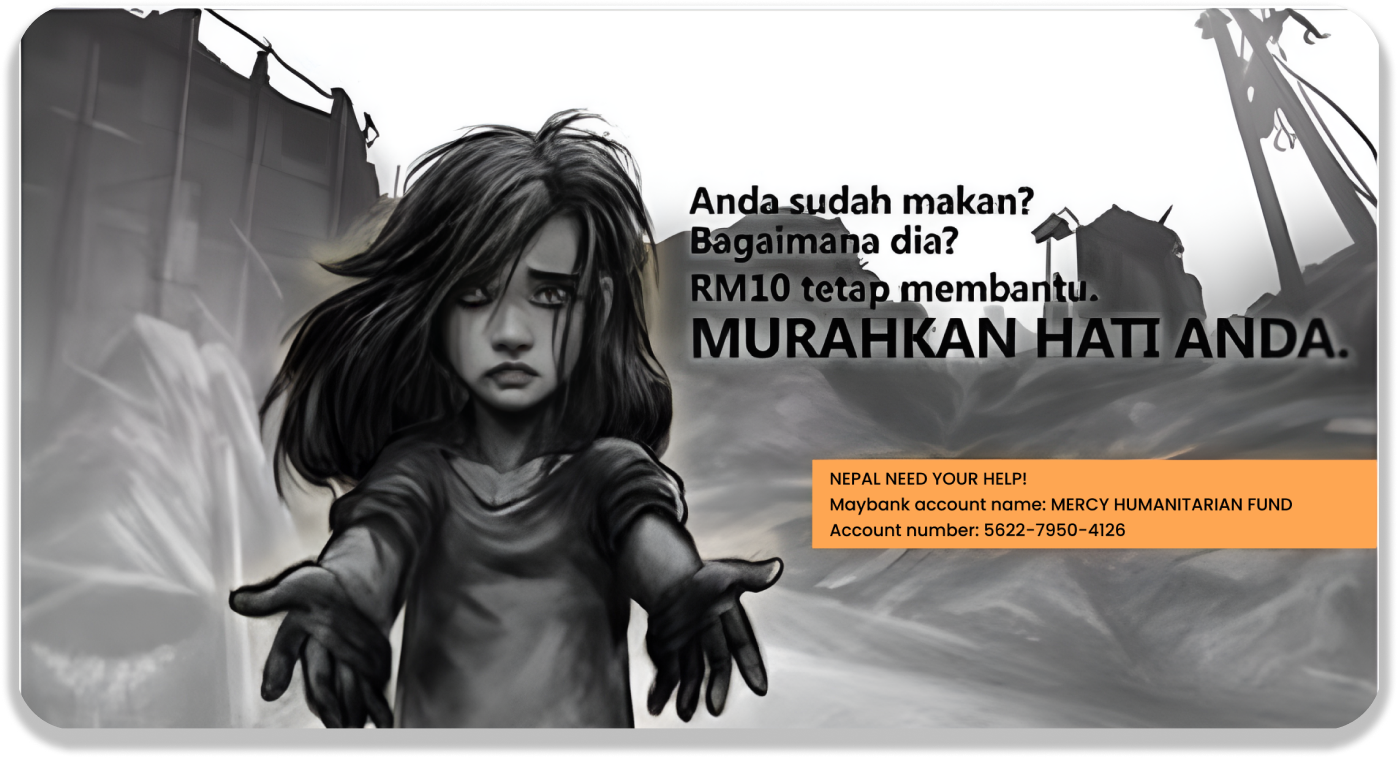 Anda sudah makan?
Bagaimana dia?
RM10 tetap membantu.
MURAHKAN HATI ANDA.
NEPAL NEED YOUR HELP!
Maybank account name: MERCY HUMANITARIAN FUND
Account number: 5622-7950-4126